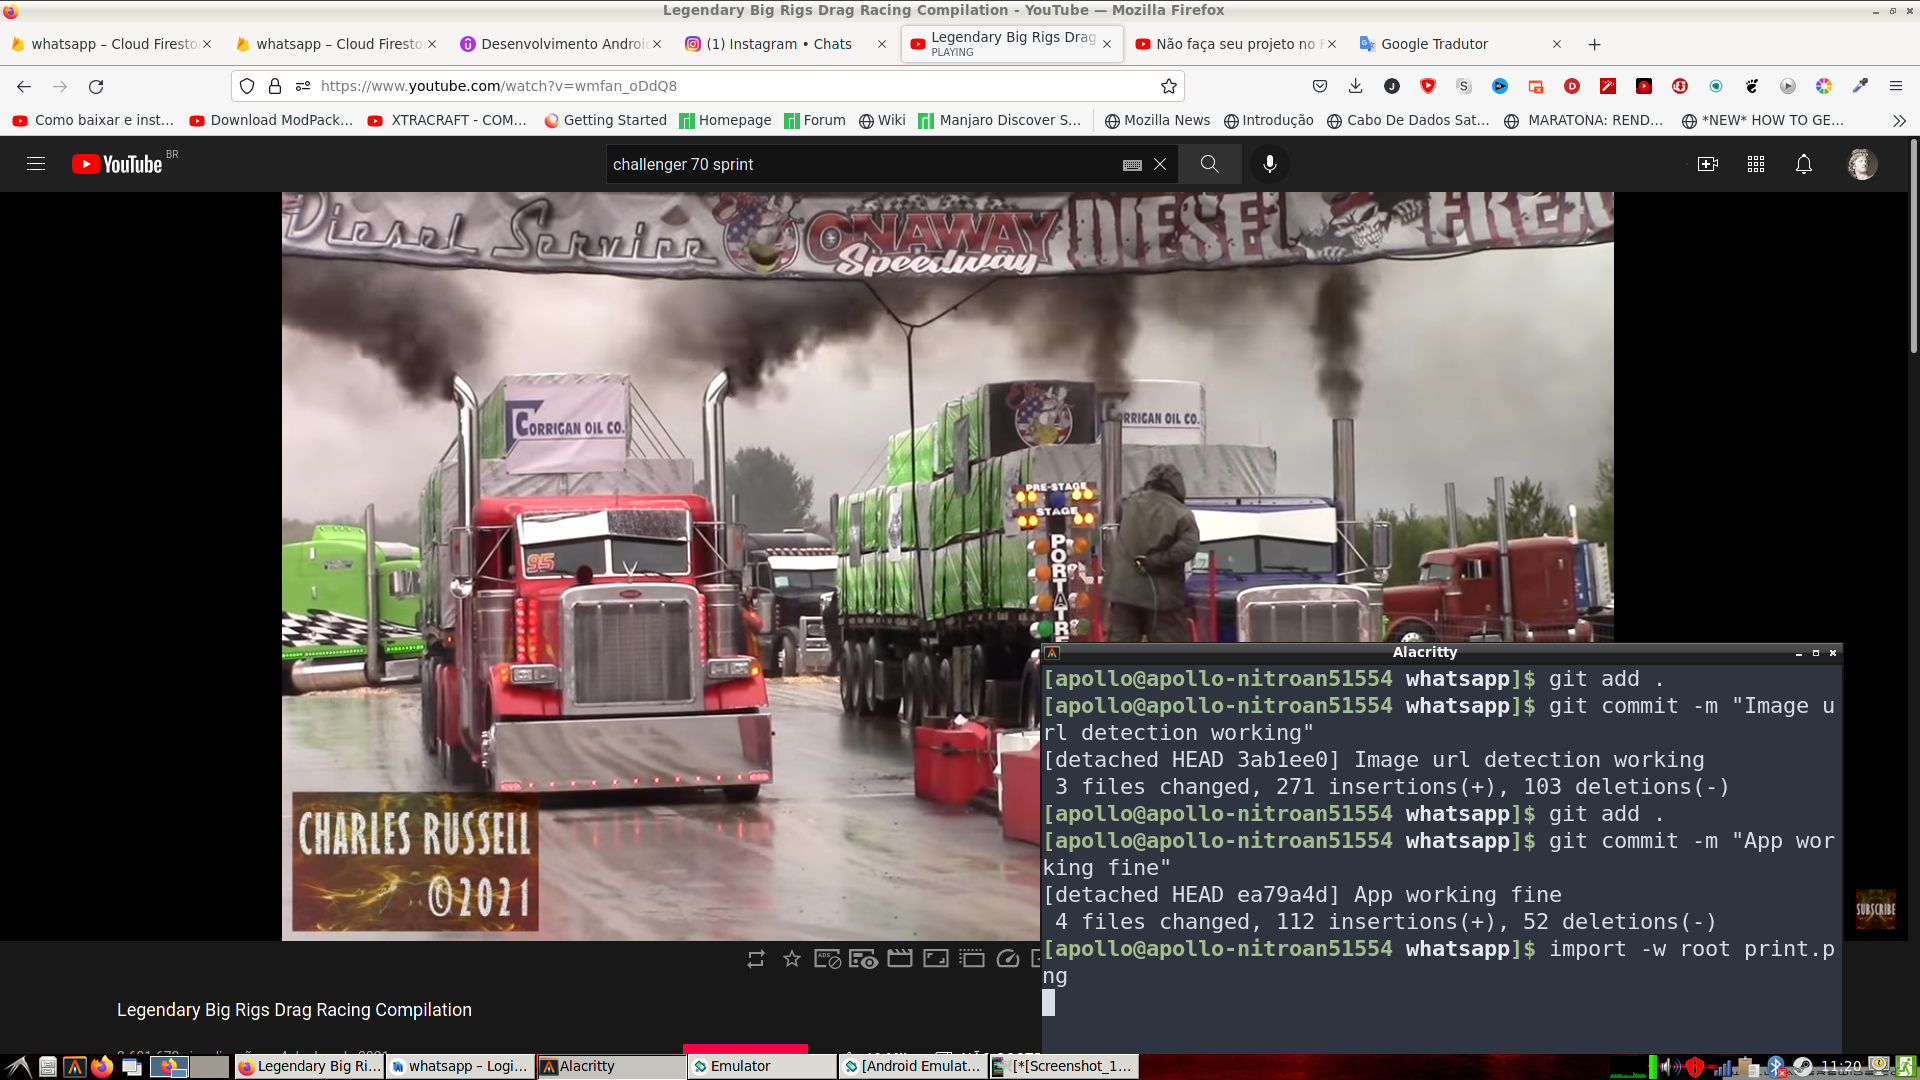 Legendary Big Rigs Drag Racing Compilation - YouTube — Mozilla Firefox
whatsapp – Cloud Firesto
whatsapp – Cloud Firesto
Desenvolvimento Androi
(1) Instagram • Chats
Legendary Big Rigs Drag
PLAYING
Não faça seu projeto no F
Google Tradutor
https://www.youtube.com/watch?v=wmfan_oDdQ8
Como baixar e inst…
Download ModPack…
XTRACRAFT - COM…
Getting Started
Homepage
Forum
Wiki
Manjaro Discover S…
Mozilla News
Introdução
Cabo De Dados Sat…
MARATONA: REND…
*NEW* HOW TO GE…
YouTube BR
challenger 70 sprint
Diesel Service
ONAWAY
Speedway
DIESEL FREA
CORRIGAN OIL CO.
CORRIGAN OIL CO.
PRE-STAGE
STAGE
PORTATRE
95
CHARLES RUSSELL
©2021
SUBSCRIBE
Alacritty
[apollo@apollo-nitroan51554 whatsapp]$ git add .
[apollo@apollo-nitroan51554 whatsapp]$ git commit -m "Image u
rl detection working"
[detached HEAD 3ab1ee0] Image url detection working
3 files changed, 271 insertions(+), 103 deletions(-)
[apollo@apollo-nitroan51554 whatsapp]$ git add .
[apollo@apollo-nitroan51554 whatsapp]$ git commit -m "App wor
king fine"
[detached HEAD ea79a4d] App working fine
4 files changed, 112 insertions(+), 52 deletions(-)
[apollo@apollo-nitroan51554 whatsapp]$ import -w root print.p
ng
Legendary Big Rigs Drag Racing Compilation
Legendary Big Ri…
whatsapp – Logi…
Alacritty
Emulator
[Android Emulat…
[*[Screenshot_1…
11:20